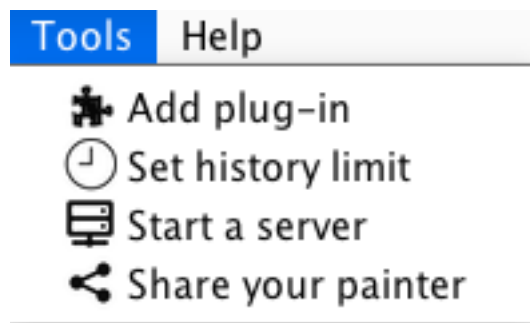 Tools Help
Add plug-in
Set history limit
Start a server
Share your painter